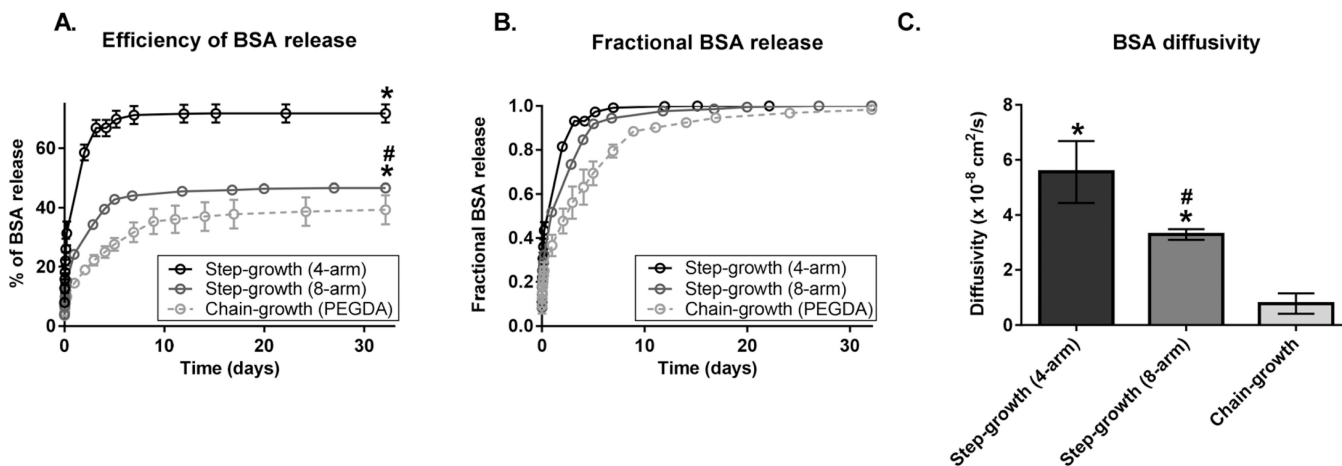 A.
Efficiency of BSA release
% of BSA release
60
40
20
0
*
#
*
Step-growth (4-arm)
Step-growth (8-arm)
Chain-growth (PEGDA)
0
10
20
30
Time (days)
B.
Fractional BSA release
Fractional BSA release
1.0
0.8
0.6
0.4
0.2
0.0
Step-growth (4-arm)
Step-growth (8-arm)
Chain-growth (PEGDA)
0
10
20
30
Time (days)
C.
BSA diffusivity
Diffusivity (x 10⁻⁸ cm²/s)
8
6
4
2
0
*
#
*
Step-growth (4-arm)
Step-growth (8-arm)
Chain-growth